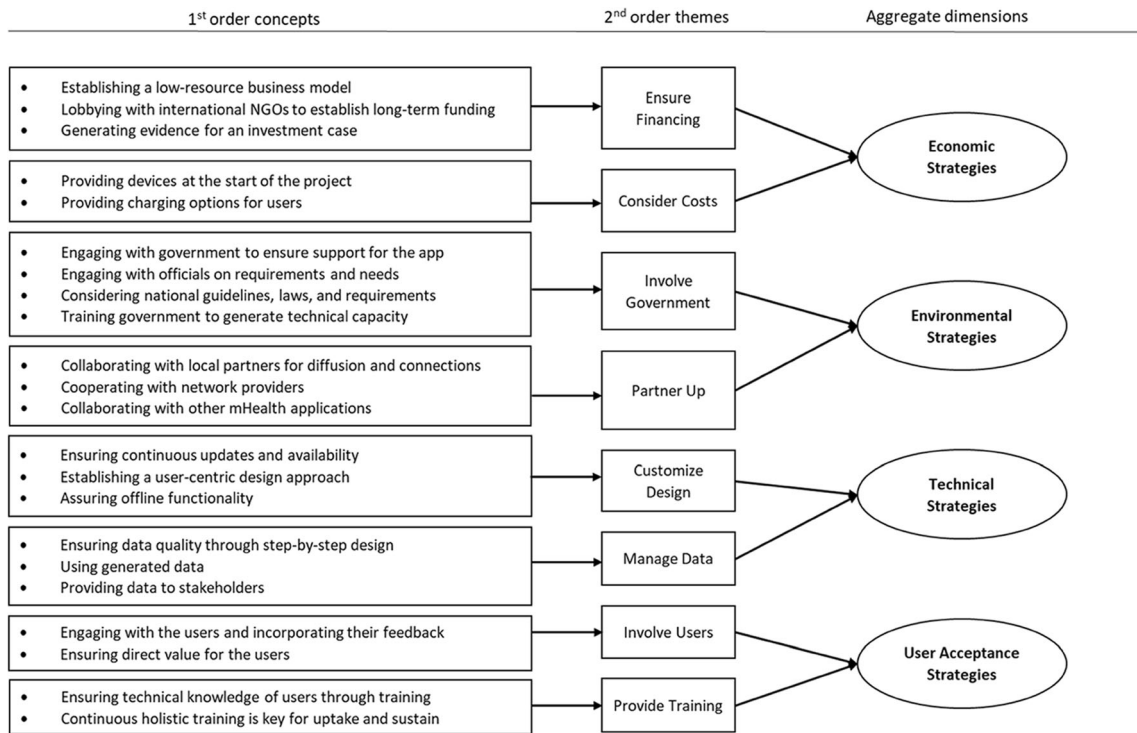 1st order concepts
2nd order themes
Aggregate dimensions
• Establishing a low-resource business model
• Lobbying with international NGOs to establish long-term funding
• Generating evidence for an investment case
Ensure
Financing
Economic
Strategies
• Providing devices at the start of the project
• Providing charging options for users
Consider Costs
• Engaging with government to ensure support for the app
• Engaging with officials on requirements and needs
• Considering national guidelines, laws, and requirements
• Training government to generate technical capacity
Involve
Government
Environmental
Strategies
• Collaborating with local partners for diffusion and connections
• Cooperating with network providers
• Collaborating with other mHealth applications
Partner Up
• Ensuring continuous updates and availability
• Establishing a user-centric design approach
• Assuring offline functionality
Customize
Design
Technical
Strategies
• Ensuring data quality through step-by-step design
• Using generated data
• Providing data to stakeholders
Manage Data
• Engaging with the users and incorporating their feedback
• Ensuring direct value for the users
Involve Users
User Acceptance
Strategies
• Ensuring technical knowledge of users through training
• Continuous holistic training is key for uptake and sustain
Provide Training